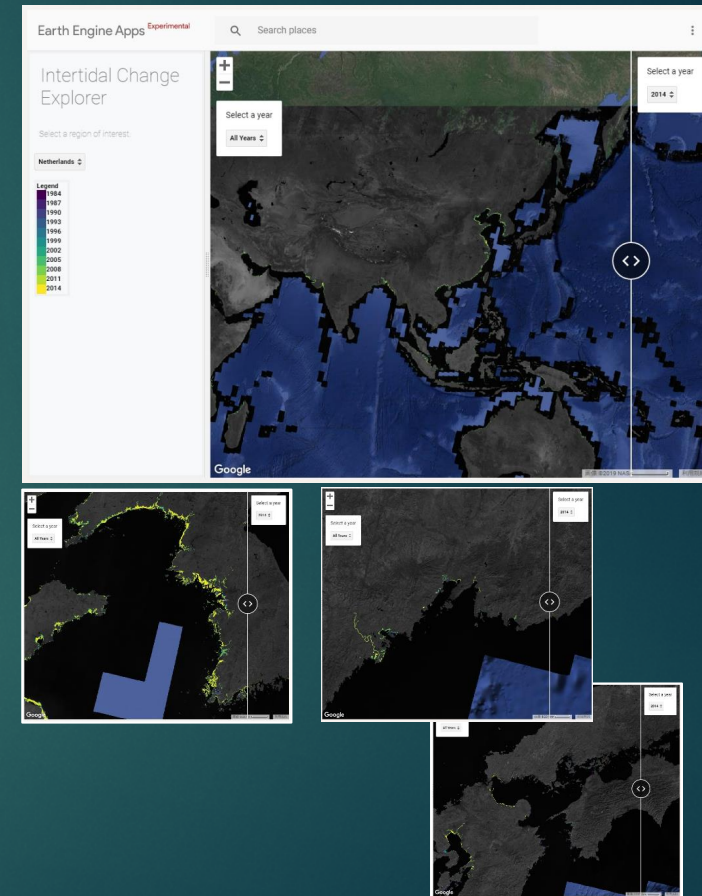 Earth Engine Apps Experimental
Search places
Intertidal Change
Explorer
Select a region of interest.
Netherlands
Legend
1984
1987
1990
1993
1996
1999
2002
2005
2008
2011
2014
+
−
Select a year
All Years
Select a year
2014
Google
©2019 NAS
+
−
Select a year
All Years
Select a year
Google
+
−
Select a year
All Years
Select a year
2014
Google
All Years
Select a year
2014
Google